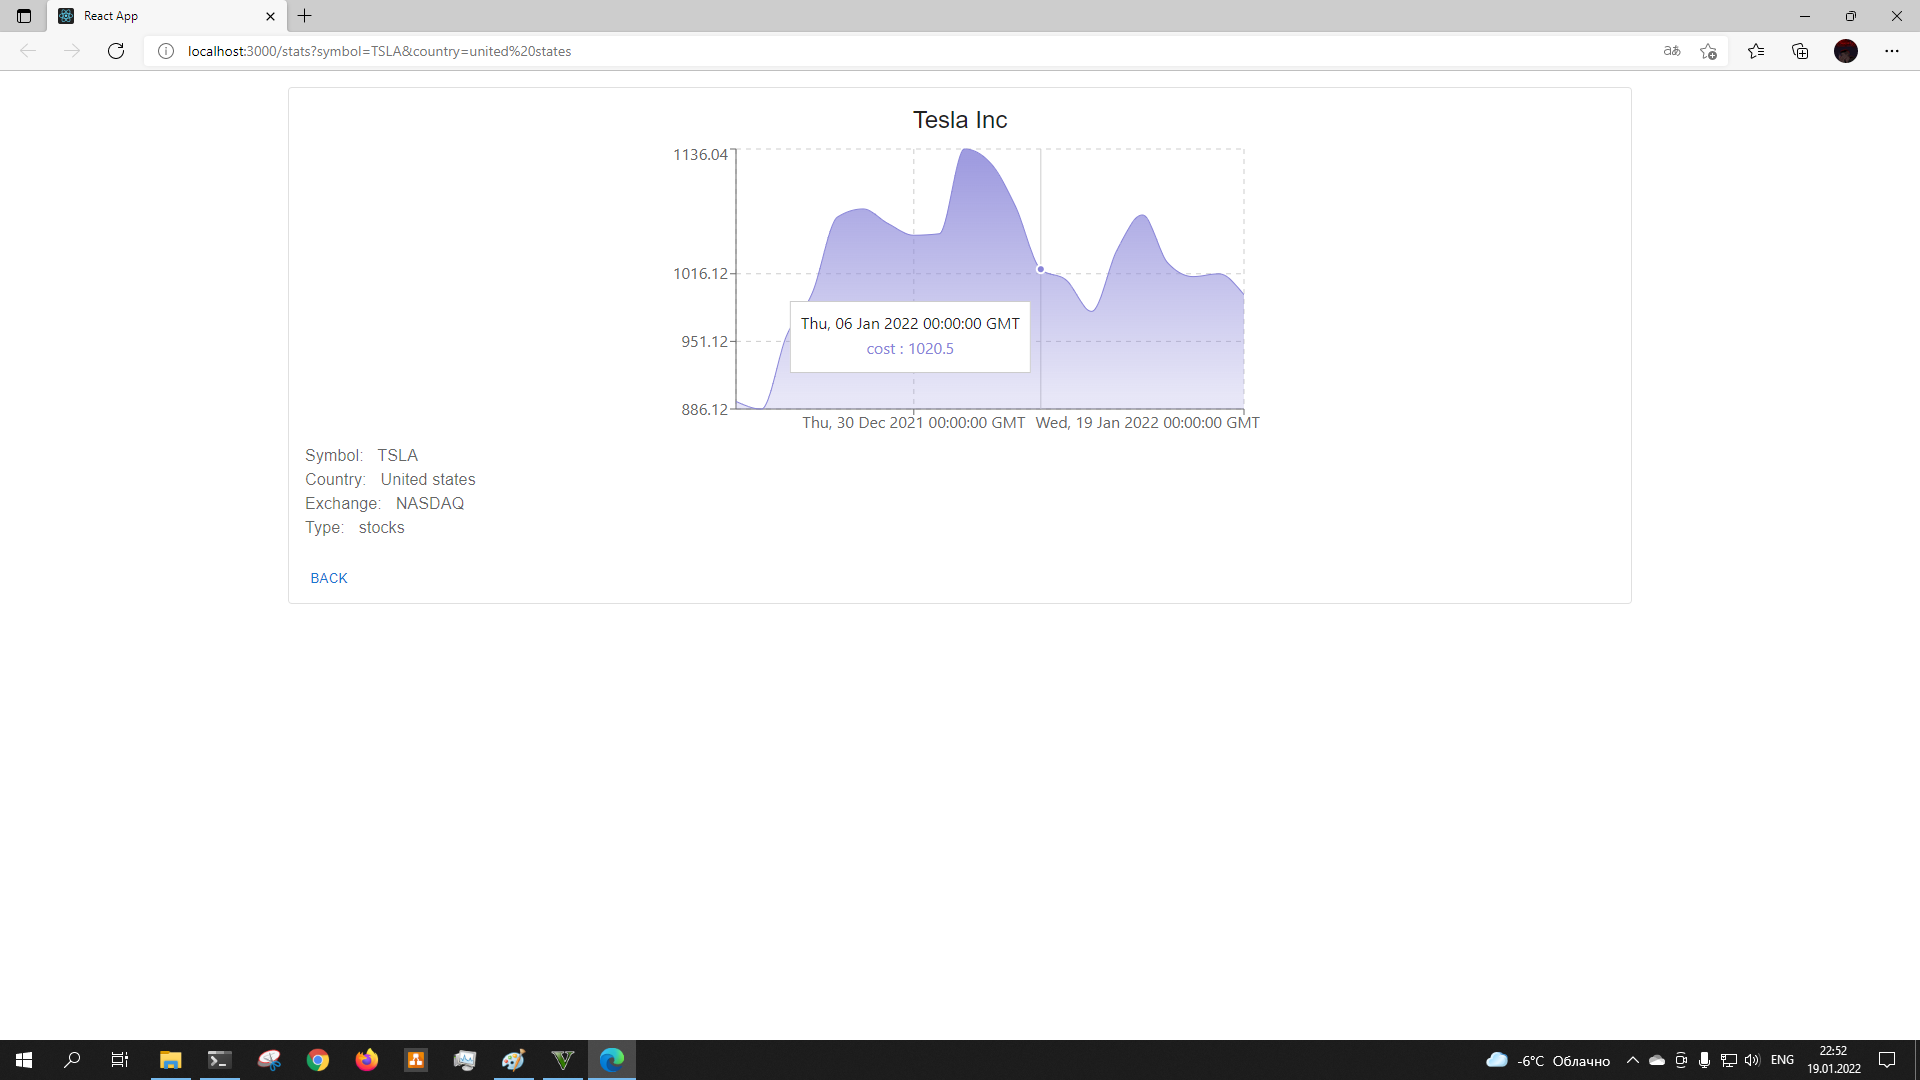 React App
localhost:3000/stats?symbol=TSLA&country=united%20states
aあ
Tesla Inc
1136.04
1016.12
951.12
886.12
Thu, 06 Jan 2022 00:00:00 GMT
cost : 1020.5
Thu, 30 Dec 2021 00:00:00 GMT
Wed, 19 Jan 2022 00:00:00 GMT
Symbol: TSLA
Country: United states
Exchange: NASDAQ
Type: stocks
BACK
-6°C Облачно
ENG
22:52
19.01.2022